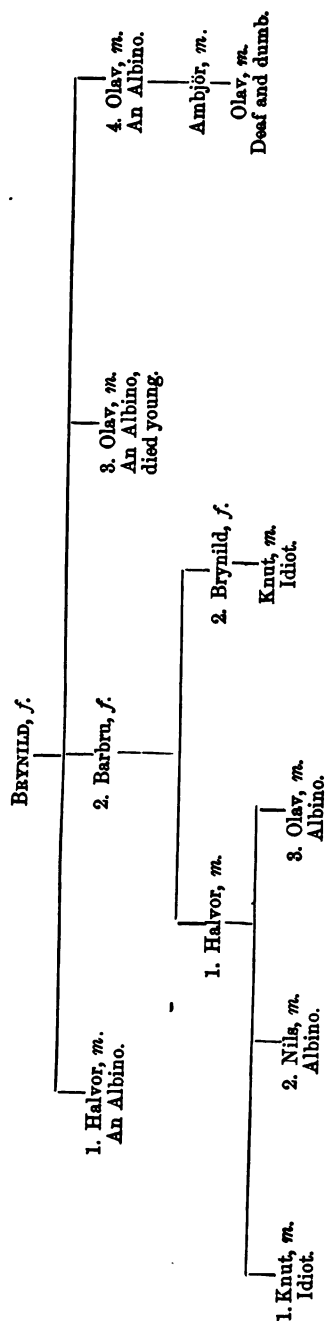 BRYNILD, f.
1. Halvor, m.
An Albino.
2. Barbru, f.
3. Olav, m.
An Albino,
died young.
4. Olav, m.
An Albino.
1. Halvor, m.
2. Brynild, f.
Ambjör, m.
1. Knut, m.
Idiot.
2. Nils, m.
Albino.
3. Olav, m.
Albino.
Knut, m.
Idiot.
Olav, m.
Deaf and dumb.